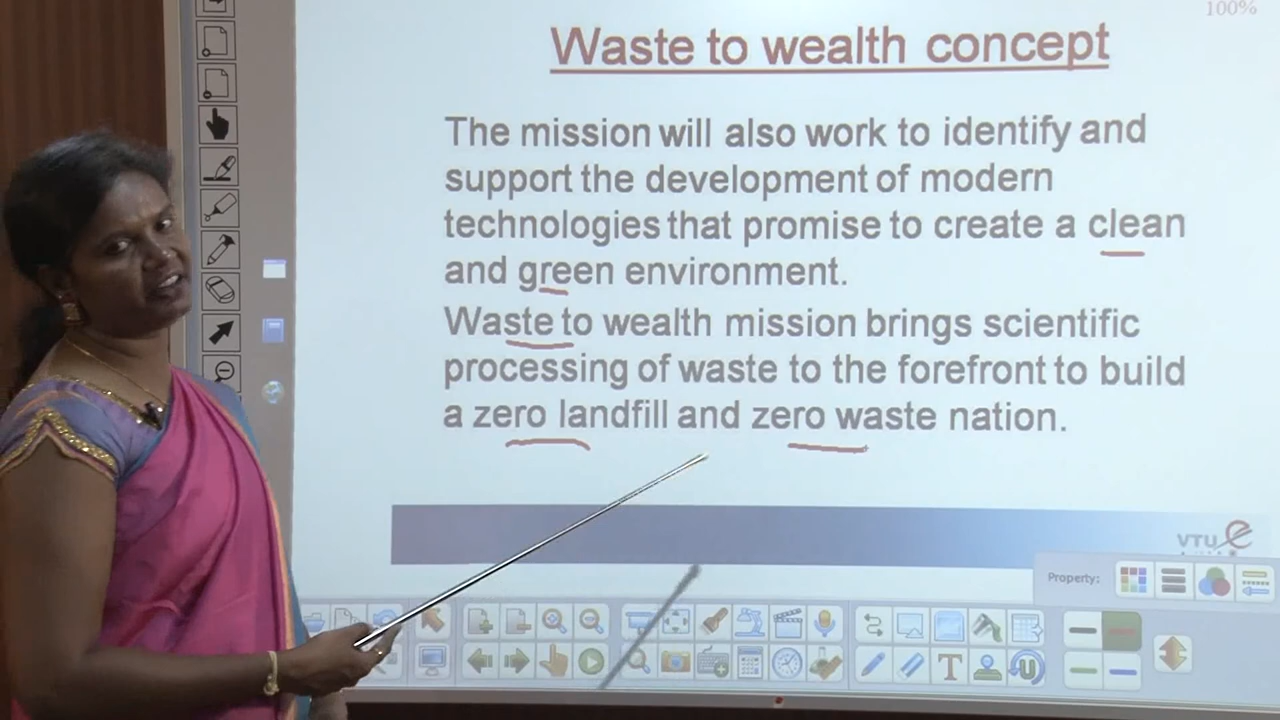 100%
Waste to wealth concept
The mission will also work to identify and
support the development of modern
technologies that promise to create a clean
and green environment.
Waste to wealth mission brings scientific
processing of waste to the forefront to build
a zero landfill and zero waste nation.
VTU e
Property: